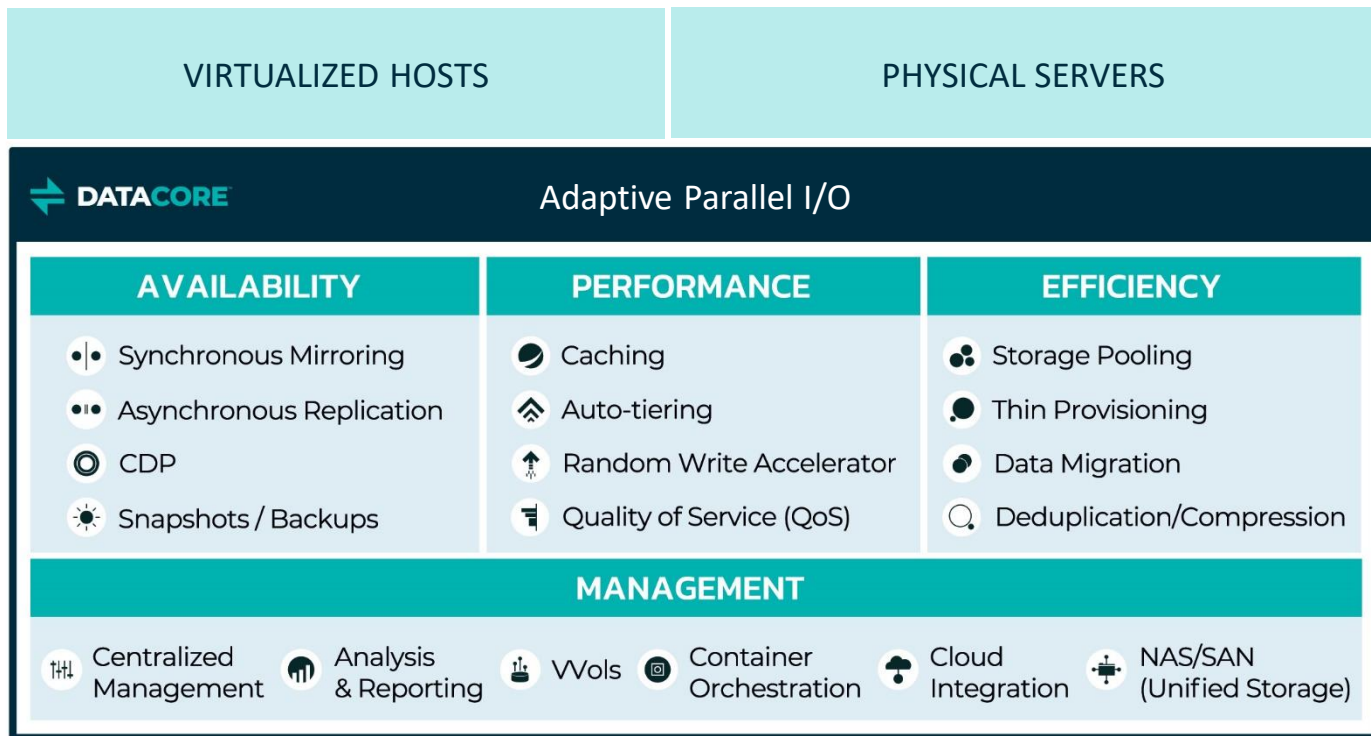 VIRTUALIZED HOSTS
PHYSICAL SERVERS
DATACORE
Adaptive Parallel I/O
AVAILABILITY
Synchronous Mirroring
Asynchronous Replication
CDP
Snapshots / Backups
PERFORMANCE
Caching
Auto-tiering
Random Write Accelerator
Quality of Service (QoS)
EFFICIENCY
Storage Pooling
Thin Provisioning
Data Migration
Deduplication/Compression
MANAGEMENT
Centralized
Management
Analysis
& Reporting
VVols
Container
Orchestration
Cloud
Integration
NAS/SAN
(Unified Storage)